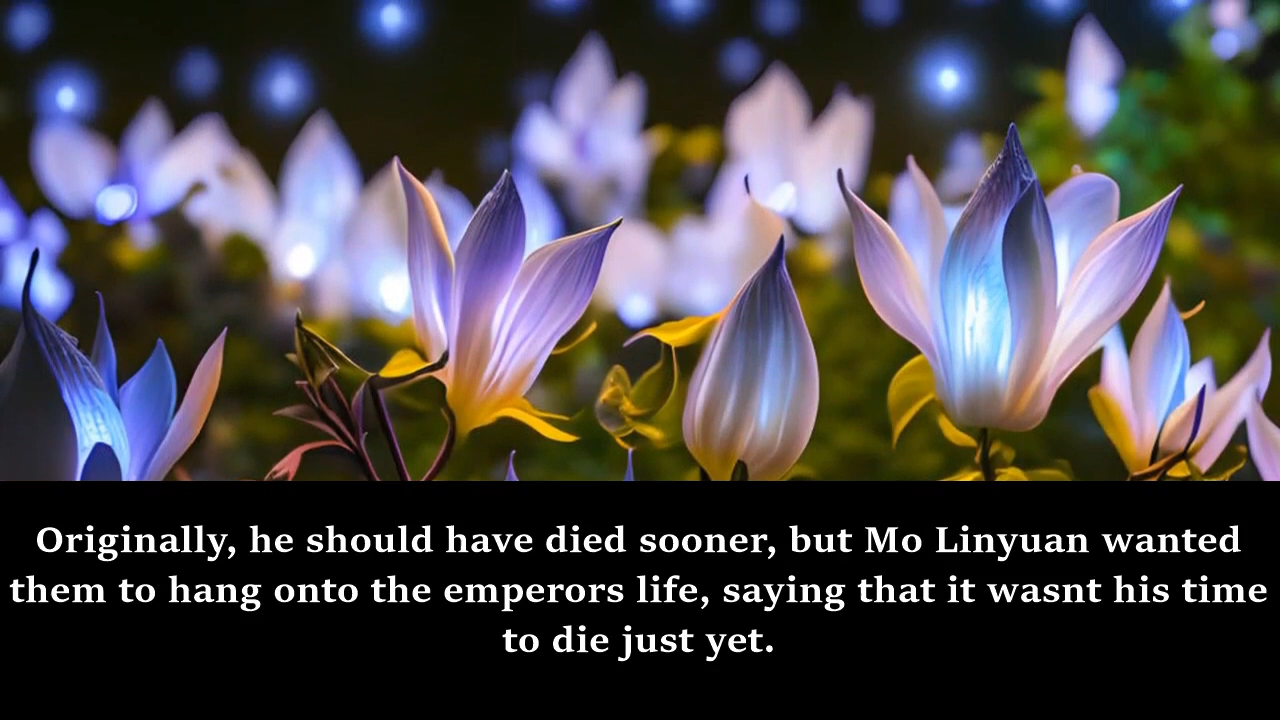 Originally, he should have died sooner, but Mo Linyuan wanted
them to hang onto the emperors life, saying that it wasnt his time
to die just yet.